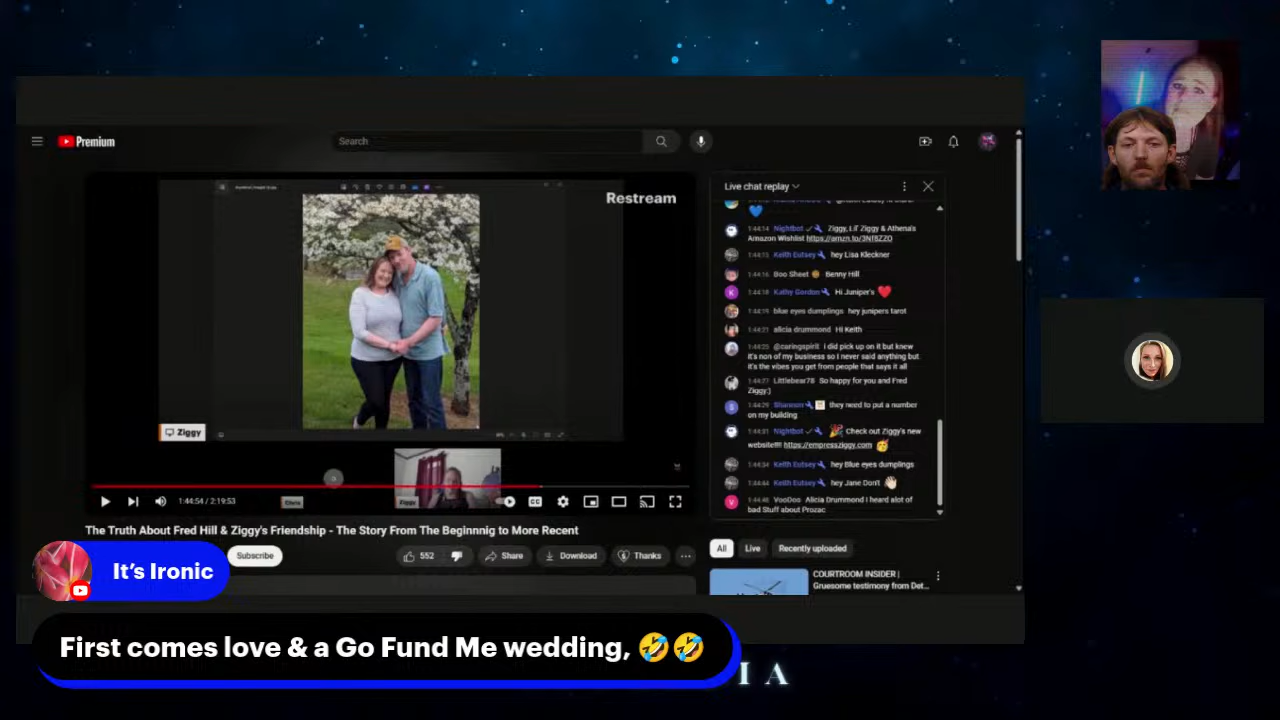 Premium
Search
Restream
Ziggy
Chris
Ziggy
1:44:54 / 2:19:53
CC
Live chat replay
1:44:14 Nightbot Ziggy, Lil' Ziggy & Athena's
Amazon Wishlist https://amzn.to/3Nf8ZZO
1:44:15 Keith Eutsey hey Lisa Kleckner
1:44:16 Boo Sheet Benny Hill
1:44:18 Kathy Gordon Hi Juniper's ❤️
1:44:19 blue eyes dumplings hey junipers tarot
1:44:21 alicia drummond Hi Keith
1:44:25 @caringspirit I did pick up on it but knew
it's non of my business so I never said anything but
it's the vibes you get from people that says it all
1:44:27 Littlebear78 So happy for you and Fred
Ziggy:)
1:44:29 Shannon they need to put a number
on my building
1:44:31 Nightbot 🎉 Check out Ziggy's new
website!!!! https://empressziggy.com 🥳
1:44:34 Keith Eutsey hey Blue eyes dumplings
1:44:44 Keith Eutsey hey Jane Don't 👋🏻
1:44:48 VooDoo Alicia Drummond I heard alot of
bad Stuff about Prozac
The Truth About Fred Hill & Ziggy's Friendship - The Story From The Beginnnig to More Recent
Subscribe
552
Share
Download
Thanks
All
Live
Recently uploaded
COURTROOM INSIDER |
Gruesome testimony from Det...
It's Ironic
First comes love & a Go Fund Me wedding, 🤣🤣
I A